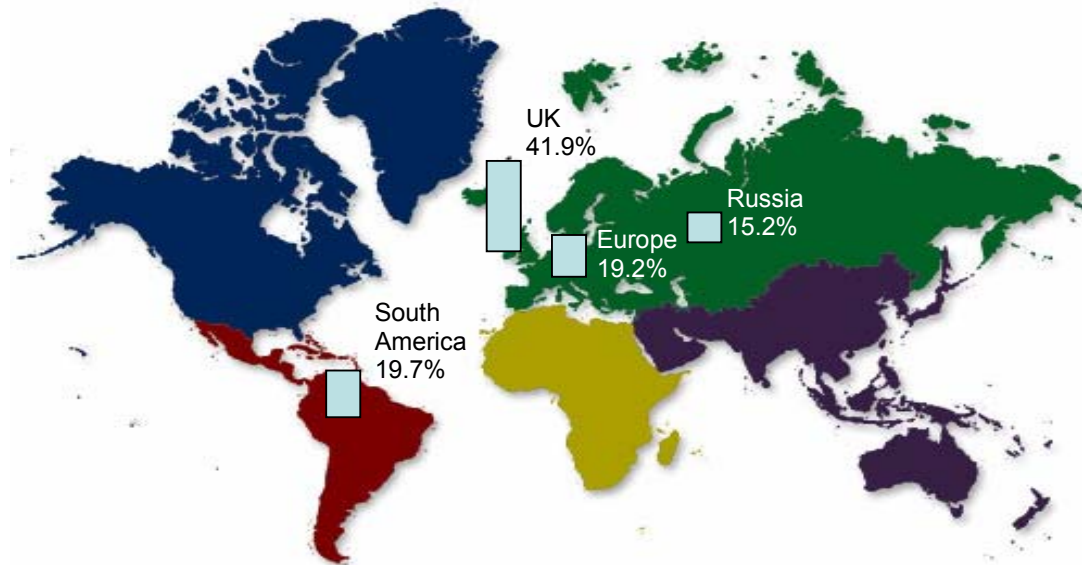 UK
41.9%
Russia
15.2%
Europe
19.2%
South
America
19.7%